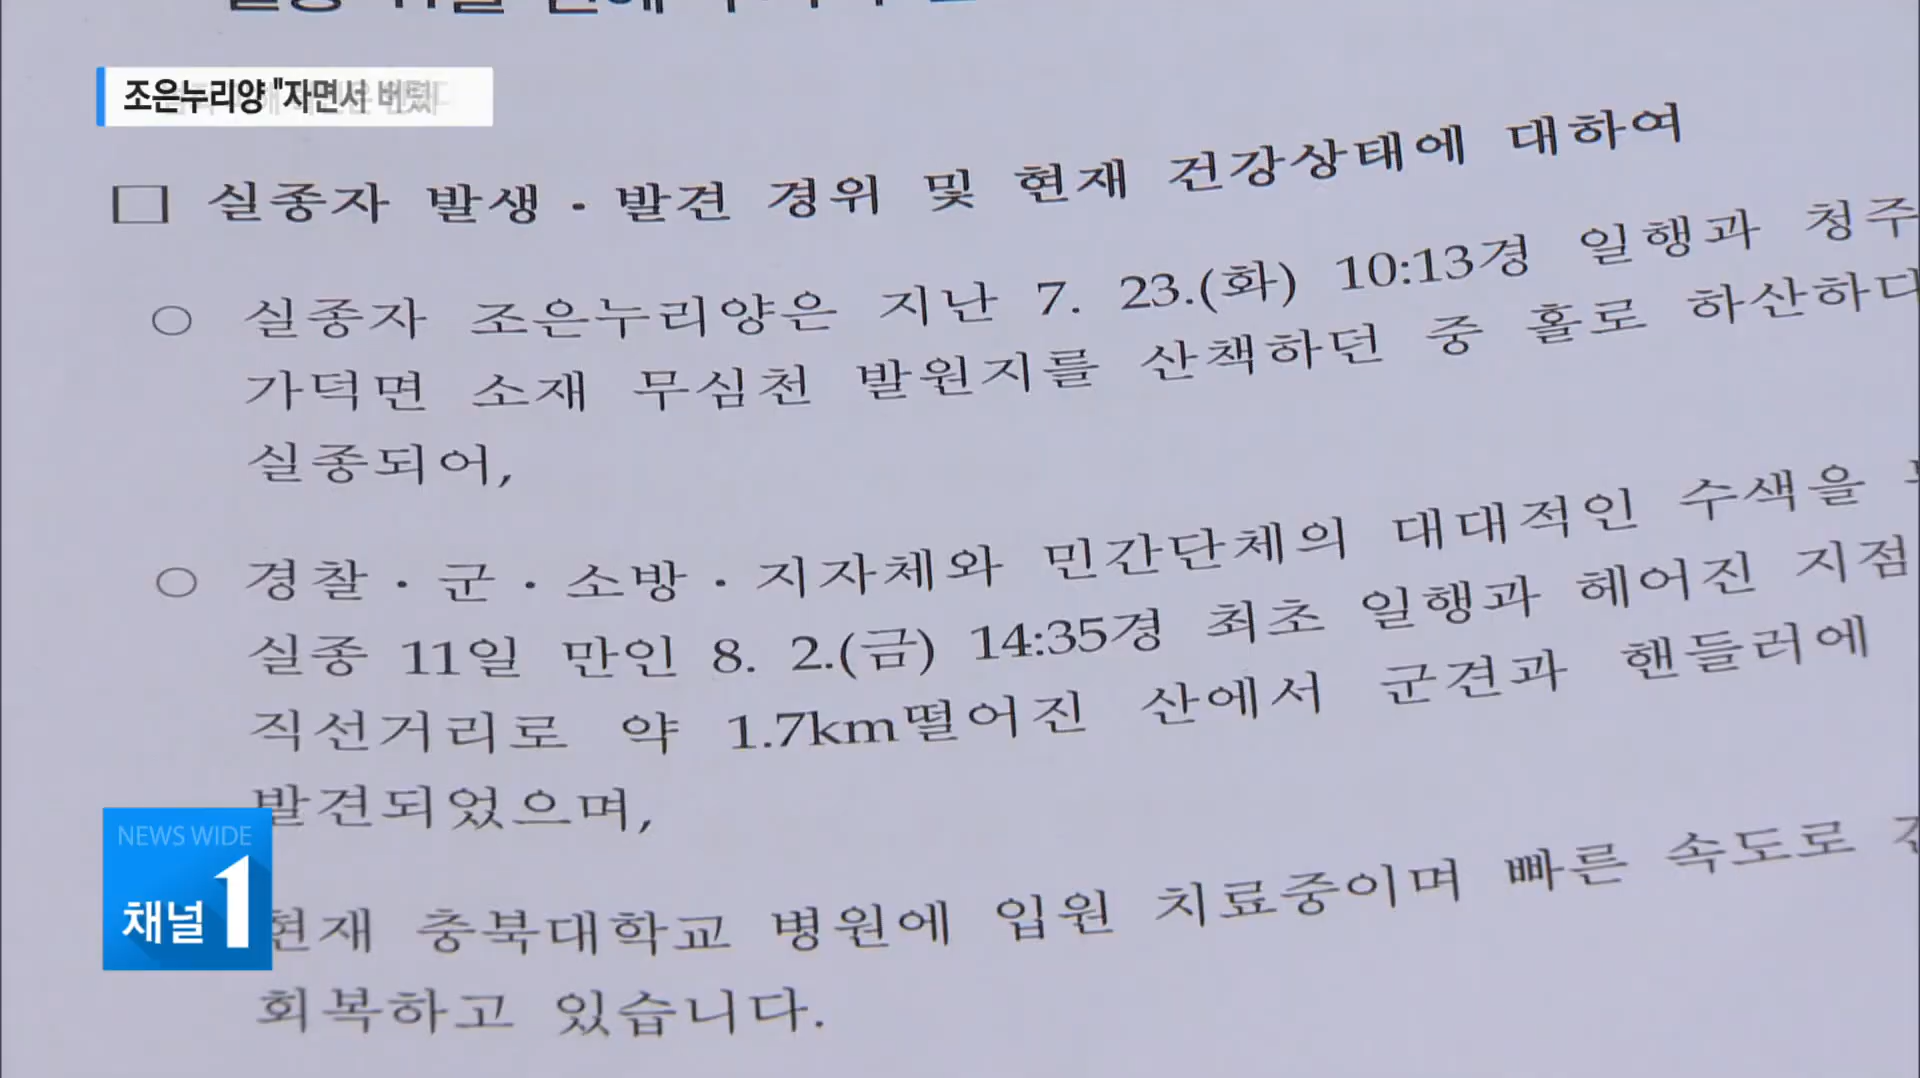 조은누리양 "자면서 버텼다
□ 실종자 발생 · 발견 경위 및 현재 건강상태에 대하여
○ 실종자 조은누리양은 지난 7. 23.(화) 10:13경 일행과 청주
가덕면 소재 무심천 발원지를 산책하던 중 홀로 하산하다
실종되어,
○ 경찰 · 군 · 소방 · 지자체와 민간단체의 대대적인 수색을
실종 11일 만인 8. 2.(금) 14:35경 최초 일행과 헤어진 지점
직선거리로 약 1.7km떨어진 산에서 군견과 핸들러에
발견되었으며,
현재 충북대학교 병원에 입원 치료중이며 빠른 속도로
회복하고 있습니다.
NEWS WIDE
채널1